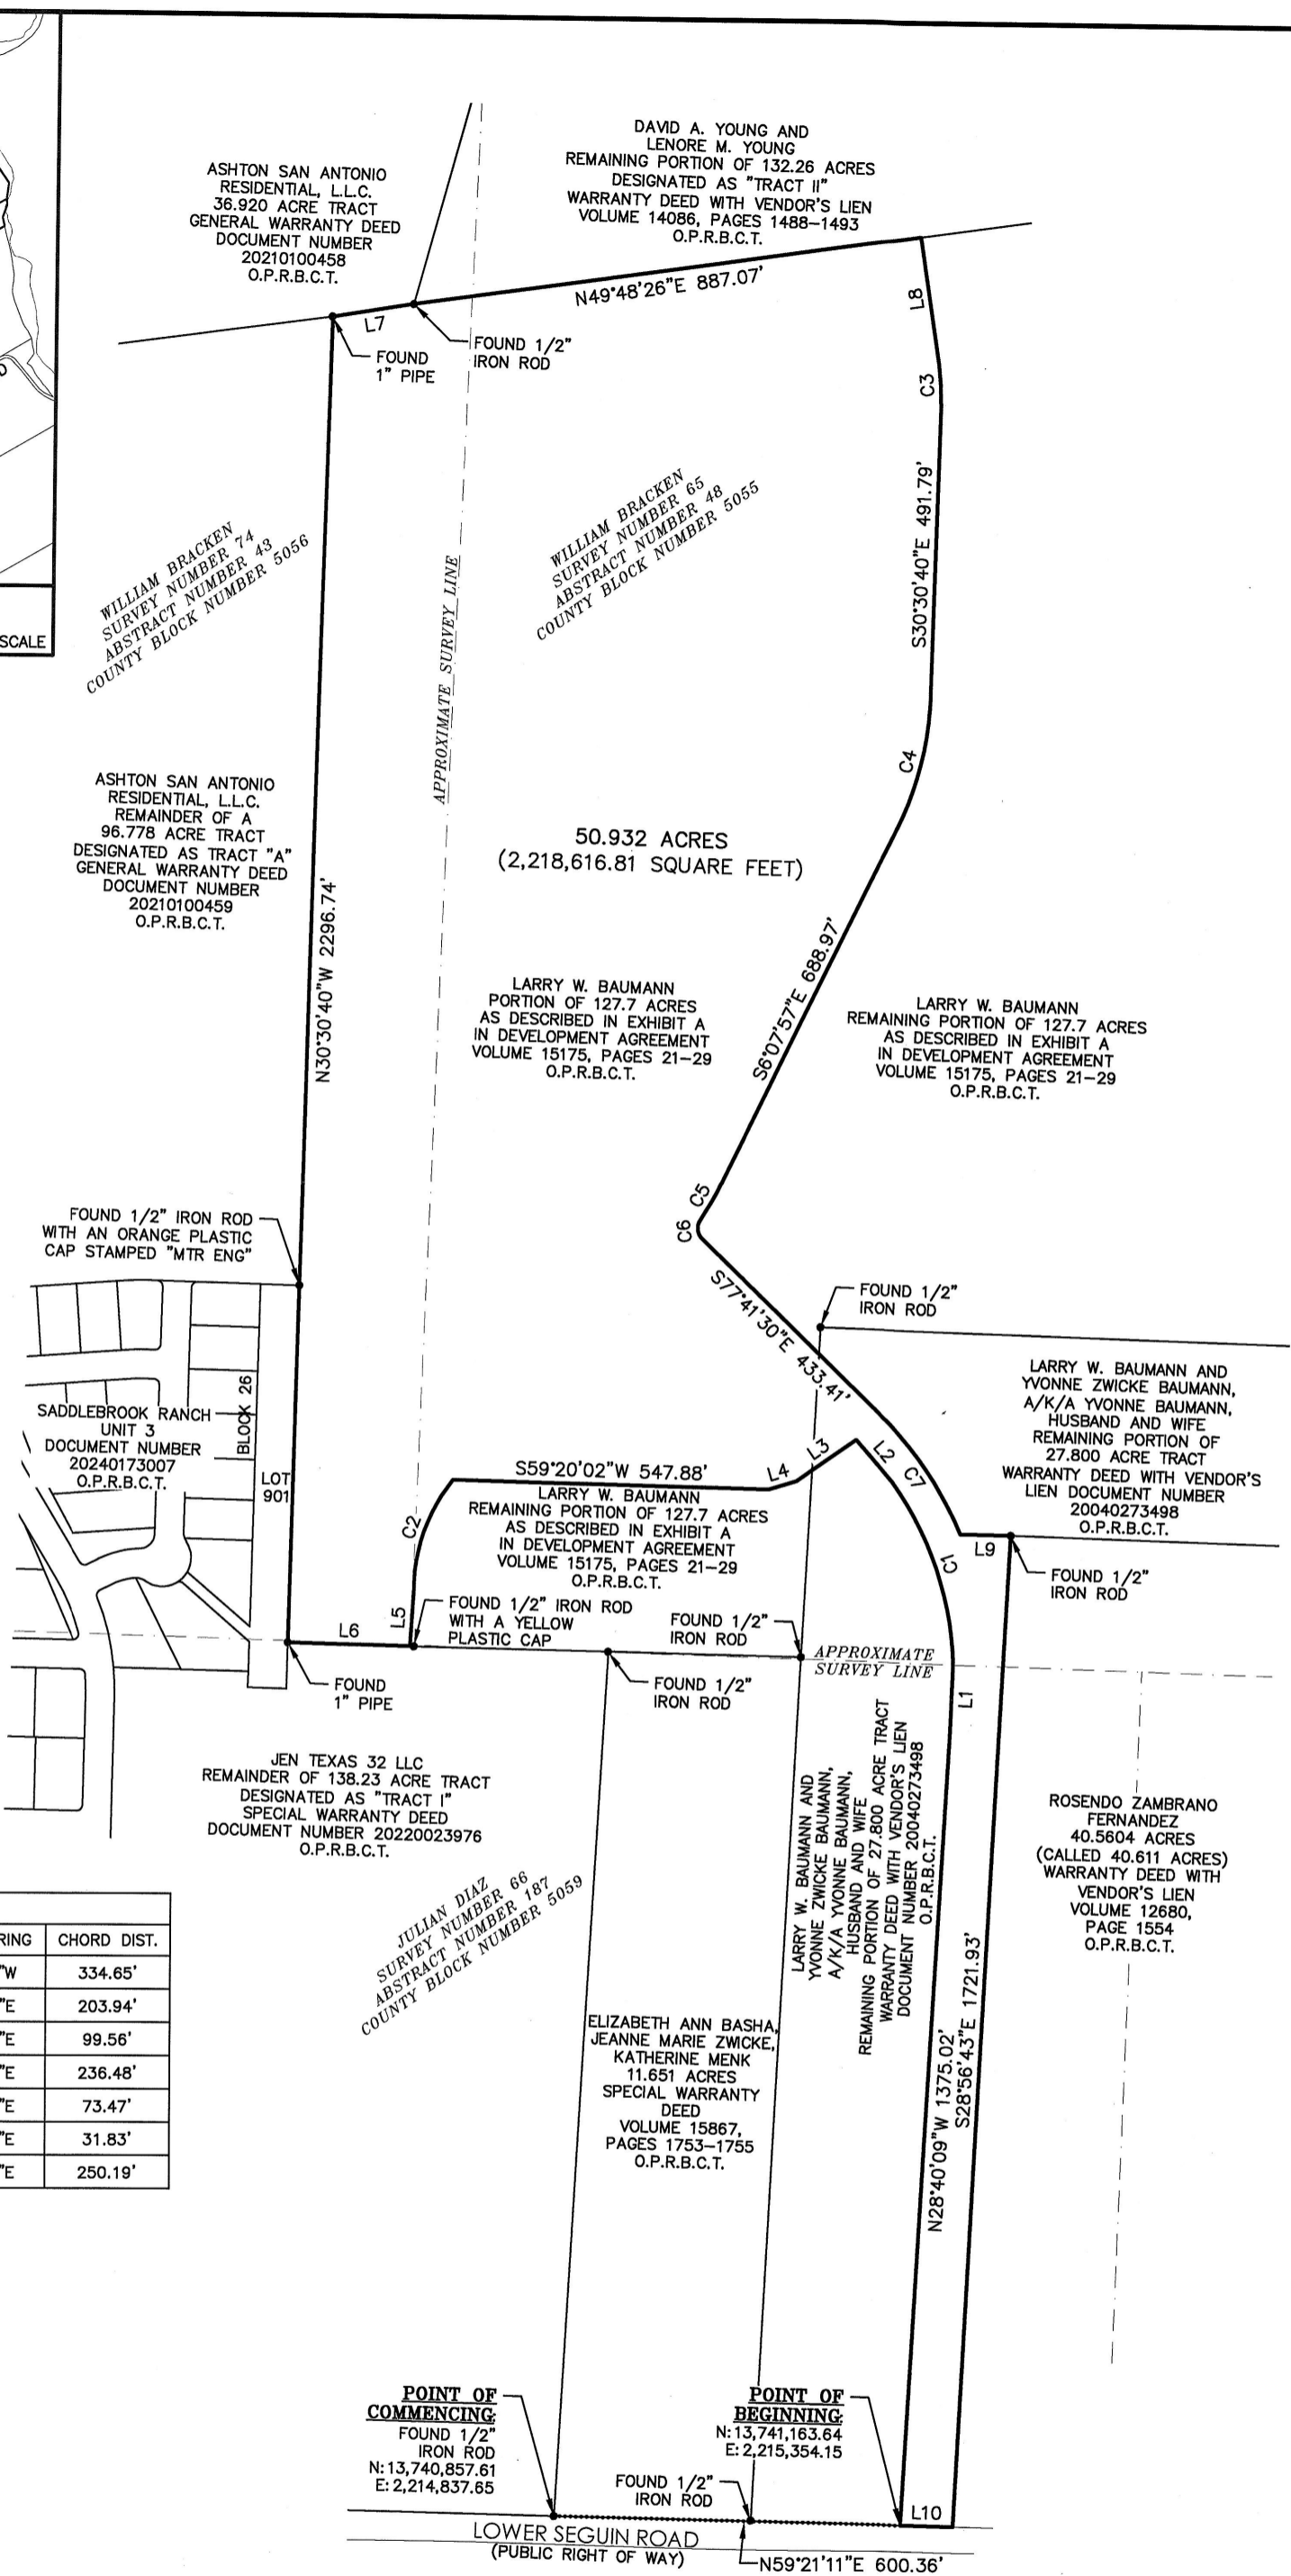 SCALE
DAVID A. YOUNG AND
LENORE M. YOUNG
REMAINING PORTION OF 132.26 ACRES
DESIGNATED AS "TRACT II"
WARRANTY DEED WITH VENDOR'S LIEN
VOLUME 14086, PAGES 1488–1493
O.P.R.B.C.T.
ASHTON SAN ANTONIO
RESIDENTIAL, L.L.C.
36.920 ACRE TRACT
GENERAL WARRANTY DEED
DOCUMENT NUMBER
20210100458
O.P.R.B.C.T.
N49°48'26"E 887.07'
L7
L8
FOUND
1" PIPE
FOUND 1/2"
IRON ROD
C3
S30°30'40"E 491.79'
WILLIAM BRACKEN
SURVEY NUMBER 74
ABSTRACT NUMBER 43
COUNTY BLOCK NUMBER 5056
WILLIAM BRACKEN
SURVEY NUMBER 65
ABSTRACT NUMBER 48
COUNTY BLOCK NUMBER 5055
APPROXIMATE SURVEY LINE
C4
ASHTON SAN ANTONIO
RESIDENTIAL, L.L.C.
REMAINDER OF A
96.778 ACRE TRACT
DESIGNATED AS TRACT "A"
GENERAL WARRANTY DEED
DOCUMENT NUMBER
20210100459
O.P.R.B.C.T.
50.932 ACRES
(2,218,616.81 SQUARE FEET)
N30°30'40"W 2296.74'
S6°07'57"E 688.97'
LARRY W. BAUMANN
PORTION OF 127.7 ACRES
AS DESCRIBED IN EXHIBIT A
IN DEVELOPMENT AGREEMENT
VOLUME 15175, PAGES 21–29
O.P.R.B.C.T.
LARRY W. BAUMANN
REMAINING PORTION OF 127.7 ACRES
AS DESCRIBED IN EXHIBIT A
IN DEVELOPMENT AGREEMENT
VOLUME 15175, PAGES 21–29
O.P.R.B.C.T.
C5
C6
FOUND 1/2" IRON ROD
WITH AN ORANGE PLASTIC
CAP STAMPED "MTR ENG"
S77°41'30"E 433.41'
FOUND 1/2"
IRON ROD
LARRY W. BAUMANN AND
YVONNE ZWICKE BAUMANN,
A/K/A YVONNE BAUMANN,
HUSBAND AND WIFE
REMAINING PORTION OF
27.800 ACRE TRACT
WARRANTY DEED WITH VENDOR'S
LIEN DOCUMENT NUMBER
20040273498
O.P.R.B.C.T.
SADDLEBROOK RANCH
UNIT 3
DOCUMENT NUMBER
20240173007
O.P.R.B.C.T.
BLOCK 26
LOT
901
S59°20'02"W 547.88'
L4
L3
L2
C7
LARRY W. BAUMANN
REMAINING PORTION OF 127.7 ACRES
AS DESCRIBED IN EXHIBIT A
IN DEVELOPMENT AGREEMENT
VOLUME 15175, PAGES 21–29
O.P.R.B.C.T.
C2
C1
L9
FOUND 1/2"
IRON ROD
L5
L6
FOUND 1/2" IRON ROD
WITH A YELLOW
PLASTIC CAP
FOUND 1/2"
IRON ROD
APPROXIMATE
SURVEY LINE
FOUND
1" PIPE
FOUND 1/2"
IRON ROD
L1
JEN TEXAS 32 LLC
REMAINDER OF 138.23 ACRE TRACT
DESIGNATED AS "TRACT I"
SPECIAL WARRANTY DEED
DOCUMENT NUMBER 20220023976
O.P.R.B.C.T.
LARRY W. BAUMANN AND
YVONNE ZWICKE BAUMANN,
A/K/A YVONNE BAUMANN,
HUSBAND AND WIFE
REMAINING PORTION OF 27.800 ACRE TRACT
WARRANTY DEED WITH VENDOR'S LIEN
DOCUMENT NUMBER 20040273498
O.P.R.B.C.T.
ROSENDO ZAMBRANO
FERNANDEZ
40.5604 ACRES
(CALLED 40.611 ACRES)
WARRANTY DEED WITH
VENDOR'S LIEN
VOLUME 12680,
PAGE 1554
O.P.R.B.C.T.
JULIAN DIAZ
SURVEY NUMBER 66
ABSTRACT NUMBER 187
COUNTY BLOCK NUMBER 5059
RING CHORD DIST.
"W 334.65'
"E 203.94'
"E 99.56'
"E 236.48'
"E 73.47'
"E 31.83'
"E 250.19'
ELIZABETH ANN BASHA,
JEANNE MARIE ZWICKE,
KATHERINE MENK
11.651 ACRES
SPECIAL WARRANTY
DEED
VOLUME 15867,
PAGES 1753–1755
O.P.R.B.C.T.
N28°40'09"W 1375.02'
S28°56'43"E 1721.93'
POINT OF
COMMENCING:
FOUND 1/2"
IRON ROD
N: 13,740,857.61
E: 2,214,837.65
POINT OF
BEGINNING:
N: 13,741,163.64
E: 2,215,354.15
FOUND 1/2"
IRON ROD
L10
LOWER SEGUIN ROAD
(PUBLIC RIGHT OF WAY)
N59°21'11"E 600.36'